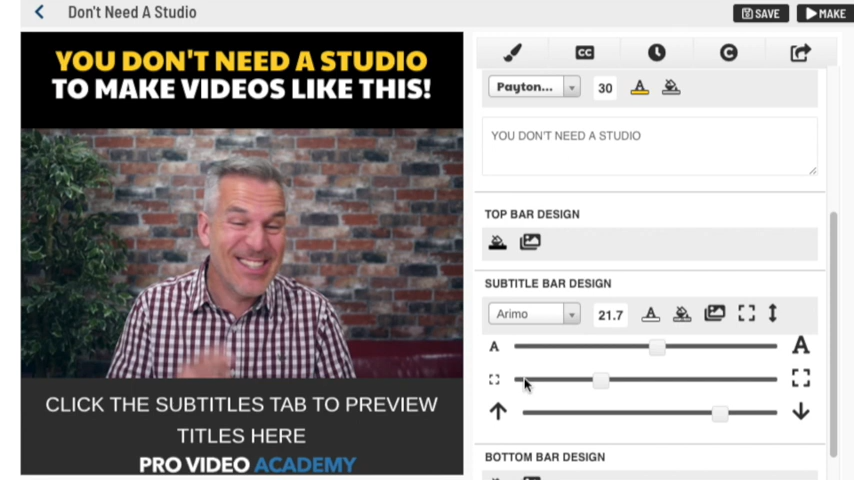 Don't Need A Studio
SAVE
MAKE
YOU DON'T NEED A STUDIO
TO MAKE VIDEOS LIKE THIS!
CC
C
Payton...
30
A
YOU DON'T NEED A STUDIO
TOP BAR DESIGN
SUBTITLE BAR DESIGN
Arimo
21.7
A
A
A
CLICK THE SUBTITLES TAB TO PREVIEW
TITLES HERE
PRO VIDEO ACADEMY
BOTTOM BAR DESIGN